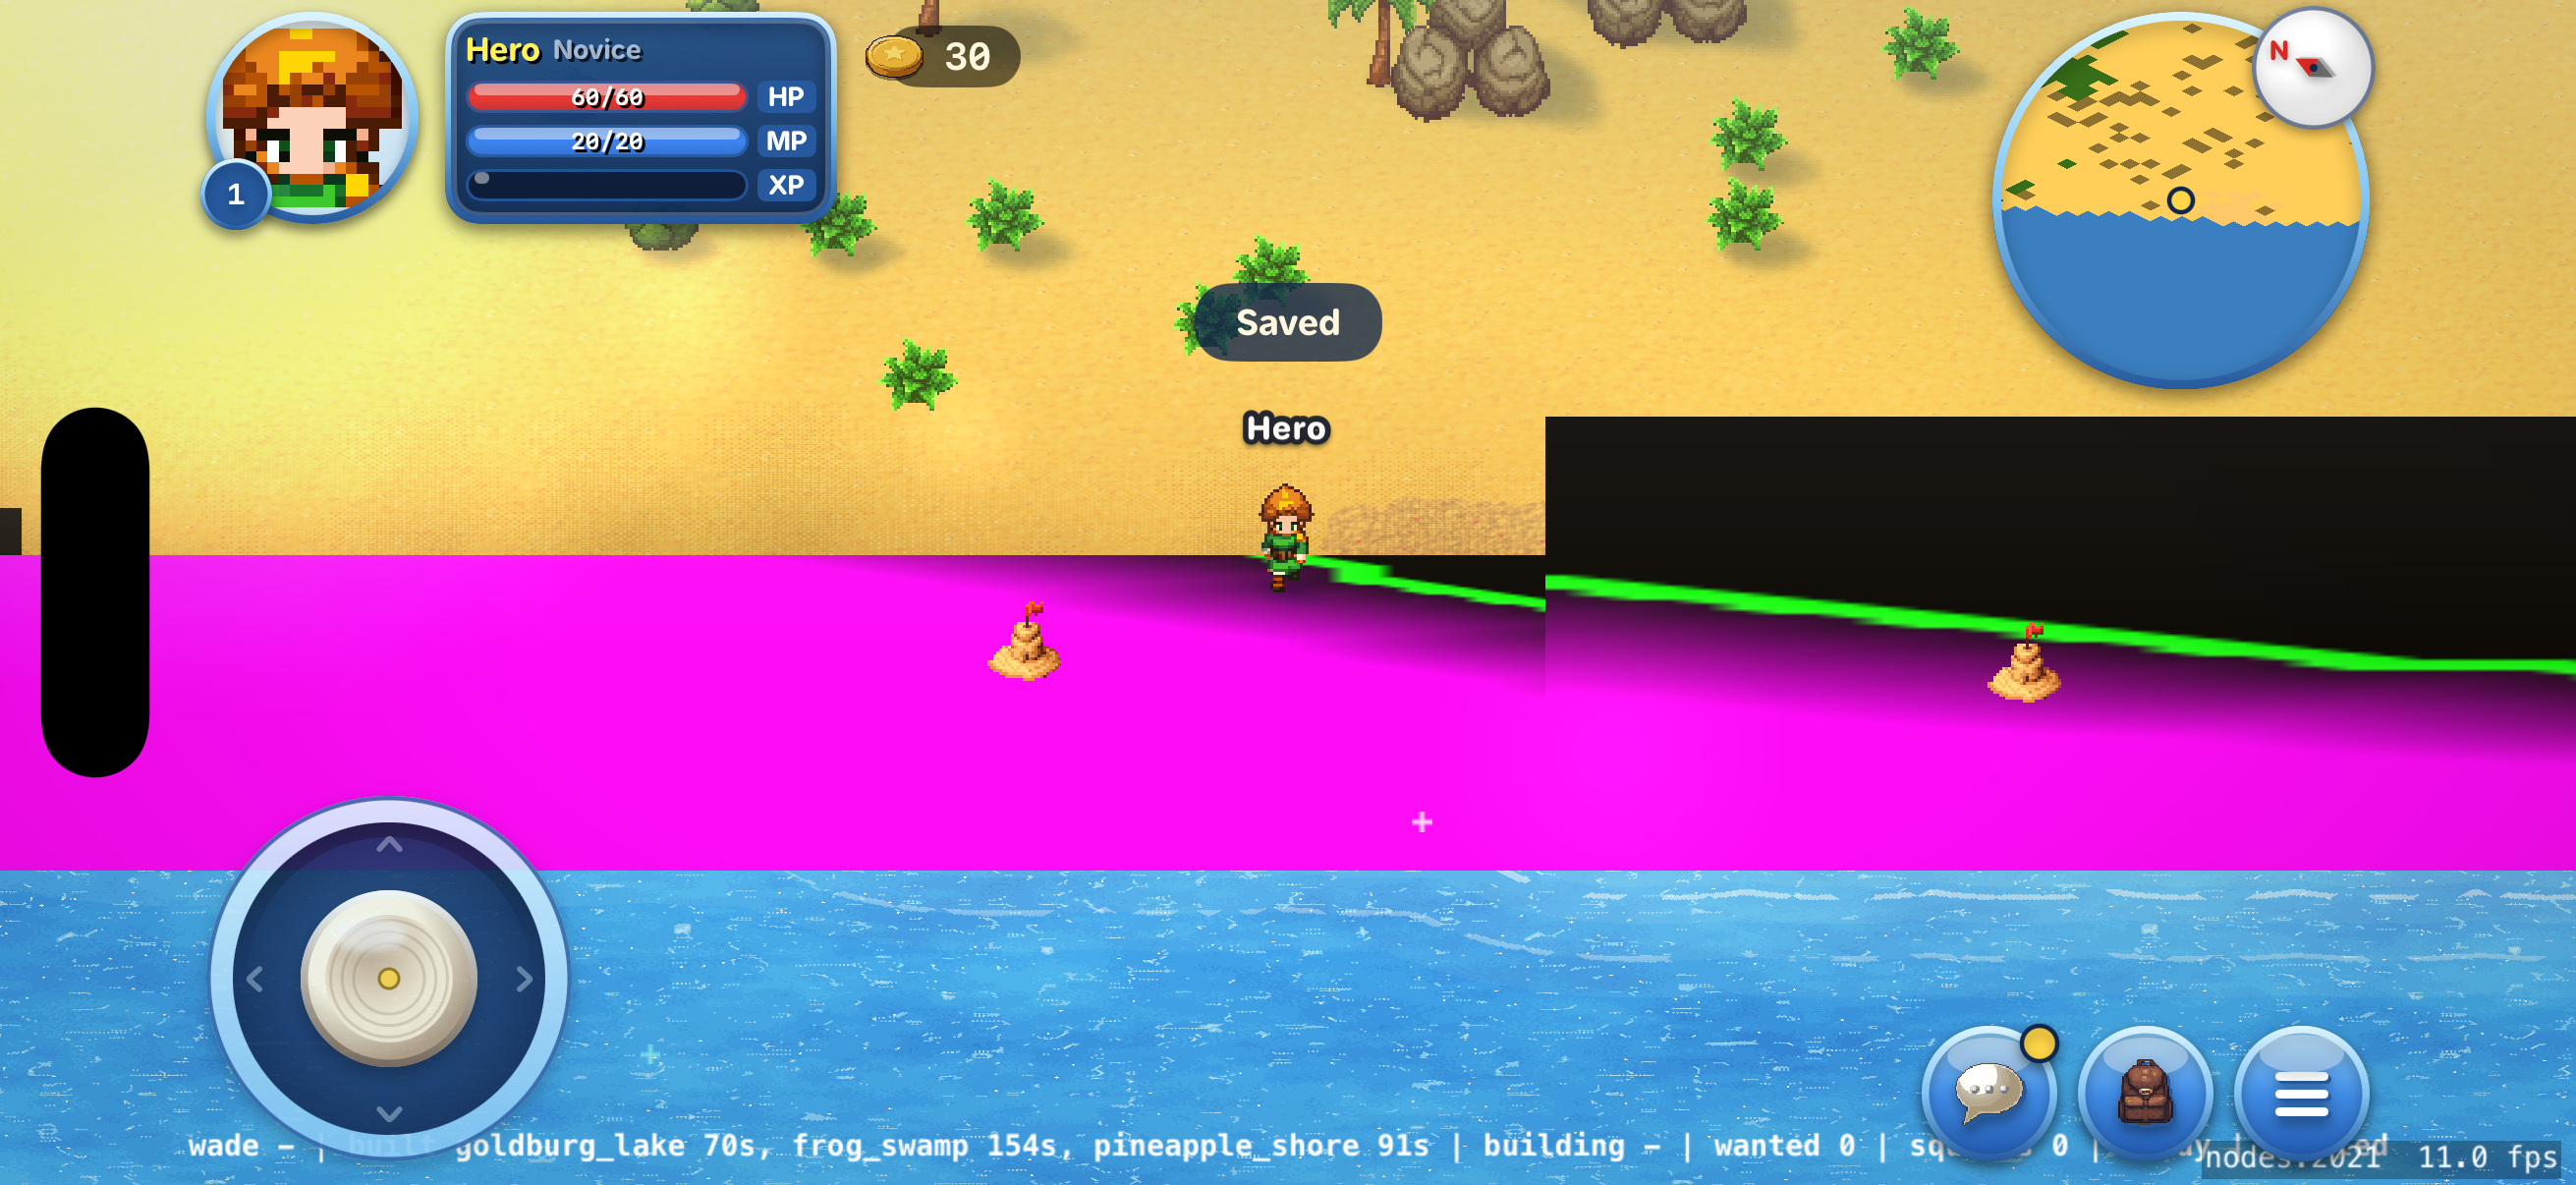 Hero Novice
60/60 HP
20/20 MP
XP
1
30
N
Saved
Hero
wade — | built goldburg_lake 70s, frog_swamp 154s, pineapple_shore 91s | building — | wanted 0 | 0 |
nodes:2021 11.0 fps